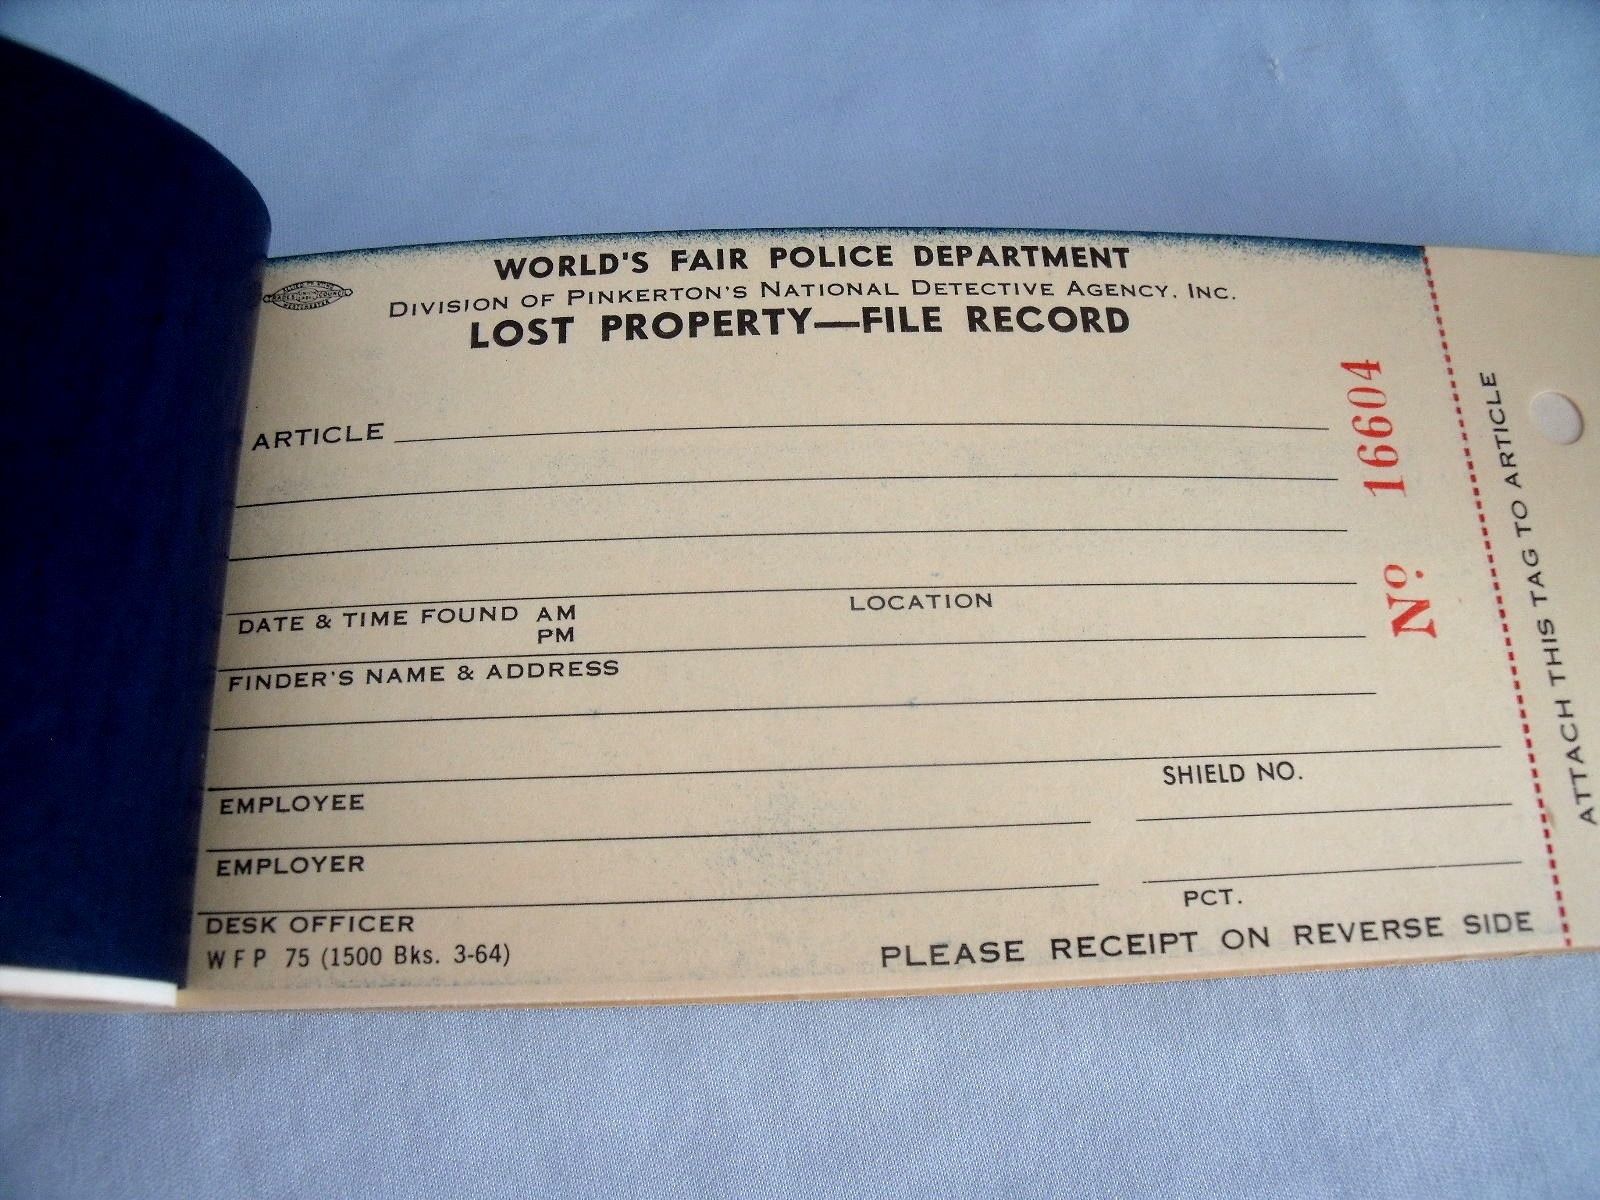 WORLD'S FAIR POLICE DEPARTMENT
DIVISION OF PINKERTON'S NATIONAL DETECTIVE AGENCY, INC.
LOST PROPERTY—FILE RECORD
ARTICLE
DATE & TIME FOUND AM
PM
LOCATION
FINDER'S NAME & ADDRESS
SHIELD NO.
EMPLOYEE
EMPLOYER
PCT.
DESK OFFICER
WFP 75 (1500 Bks. 3-64)
PLEASE RECEIPT ON REVERSE SIDE
Nº 16604
ATTACH THIS TAG TO ARTICLE